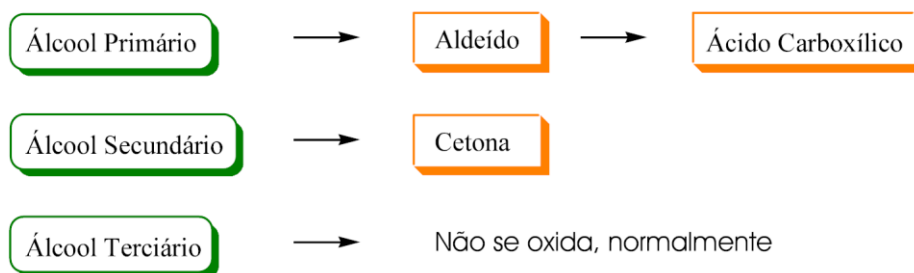 Álcool Primário
Aldeído
Ácido Carboxílico
Álcool Secundário
Cetona
Álcool Terciário
Não se oxida, normalmente